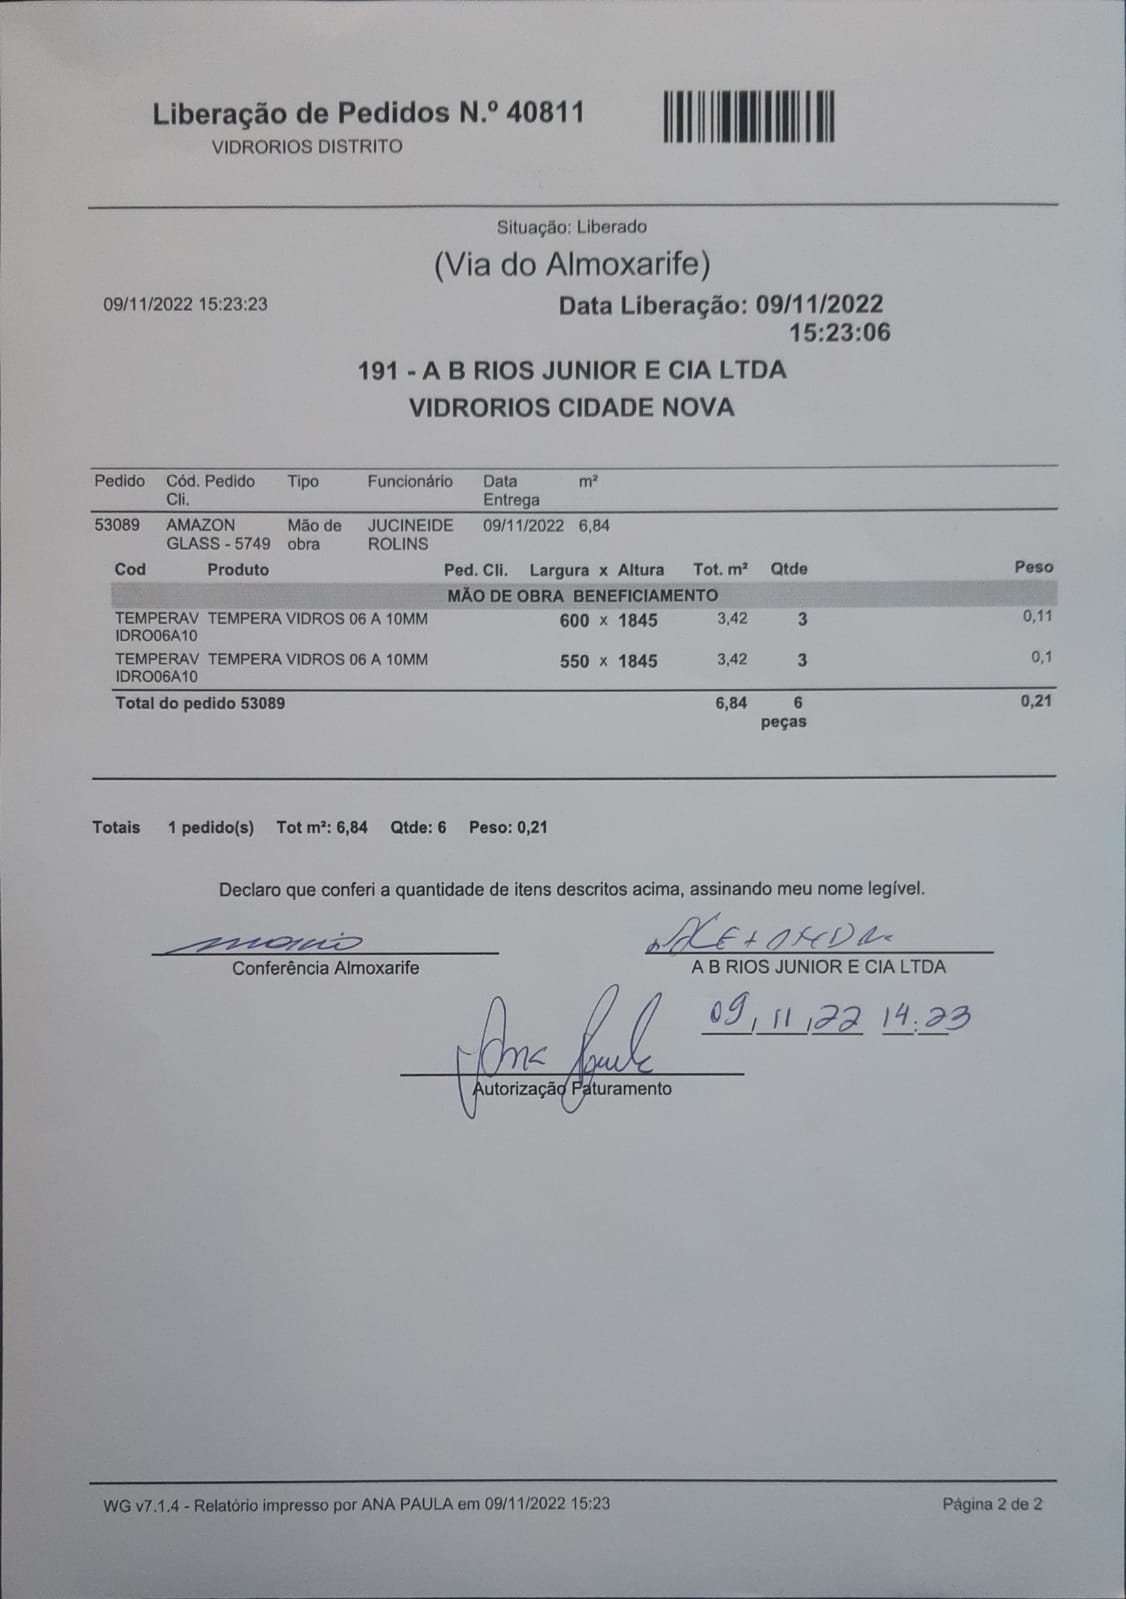 Liberação de Pedidos N.º 40811
VIDRORIOS DISTRITO
Situação: Liberado
(Via do Almoxarife)
09/11/2022 15:23:23
Data Liberação: 09/11/2022
15:23:06
191 - A B RIOS JUNIOR E CIA LTDA
VIDRORIOS CIDADE NOVA
Pedido Cód. Pedido Tipo Funcionário Data m²
Cli. Entrega
53089 AMAZON Mão de JUCINEIDE 09/11/2022 6,84
GLASS - 5749 obra ROLINS
Cod Produto Ped. Cli. Largura x Altura Tot. m² Qtde Peso
MÃO DE OBRA BENEFICIAMENTO
TEMPERAV TEMPERA VIDROS 06 A 10MM 600 x 1845 3,42 3 0,11
IDRO06A10
TEMPERAV TEMPERA VIDROS 06 A 10MM 550 x 1845 3,42 3 0,1
IDRO06A10
Total do pedido 53089 6,84 6 0,21
peças
Totais 1 pedido(s) Tot m²: 6,84 Qtde: 6 Peso: 0,21
Declaro que conferi a quantidade de itens descritos acima, assinando meu nome legível.
Conferência Almoxarife A B RIOS JUNIOR E CIA LTDA
09/11/22 14:23
Ana Paula
Autorização Faturamento
WG v7.1.4 - Relatório impresso por ANA PAULA em 09/11/2022 15:23 Página 2 de 2